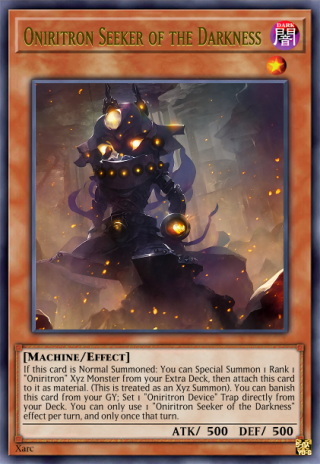 Oniritron Seeker of the Darkness
DARK
闇
[Machine/Effect]
If this card is Normal Summoned: You can Special Summon 1 Rank 1
"Oniritron" Xyz Monster from your Extra Deck, then attach this card
to it as material. (This is treated as an Xyz Summon). You can banish
this card from your GY; Set 1 "Oniritron Device" Trap directly from
your Deck. You can only use 1 "Oniritron Seeker of the Darkness"
effect per turn, and only once that turn.
ATK/ 500 DEF/ 500
Xarc